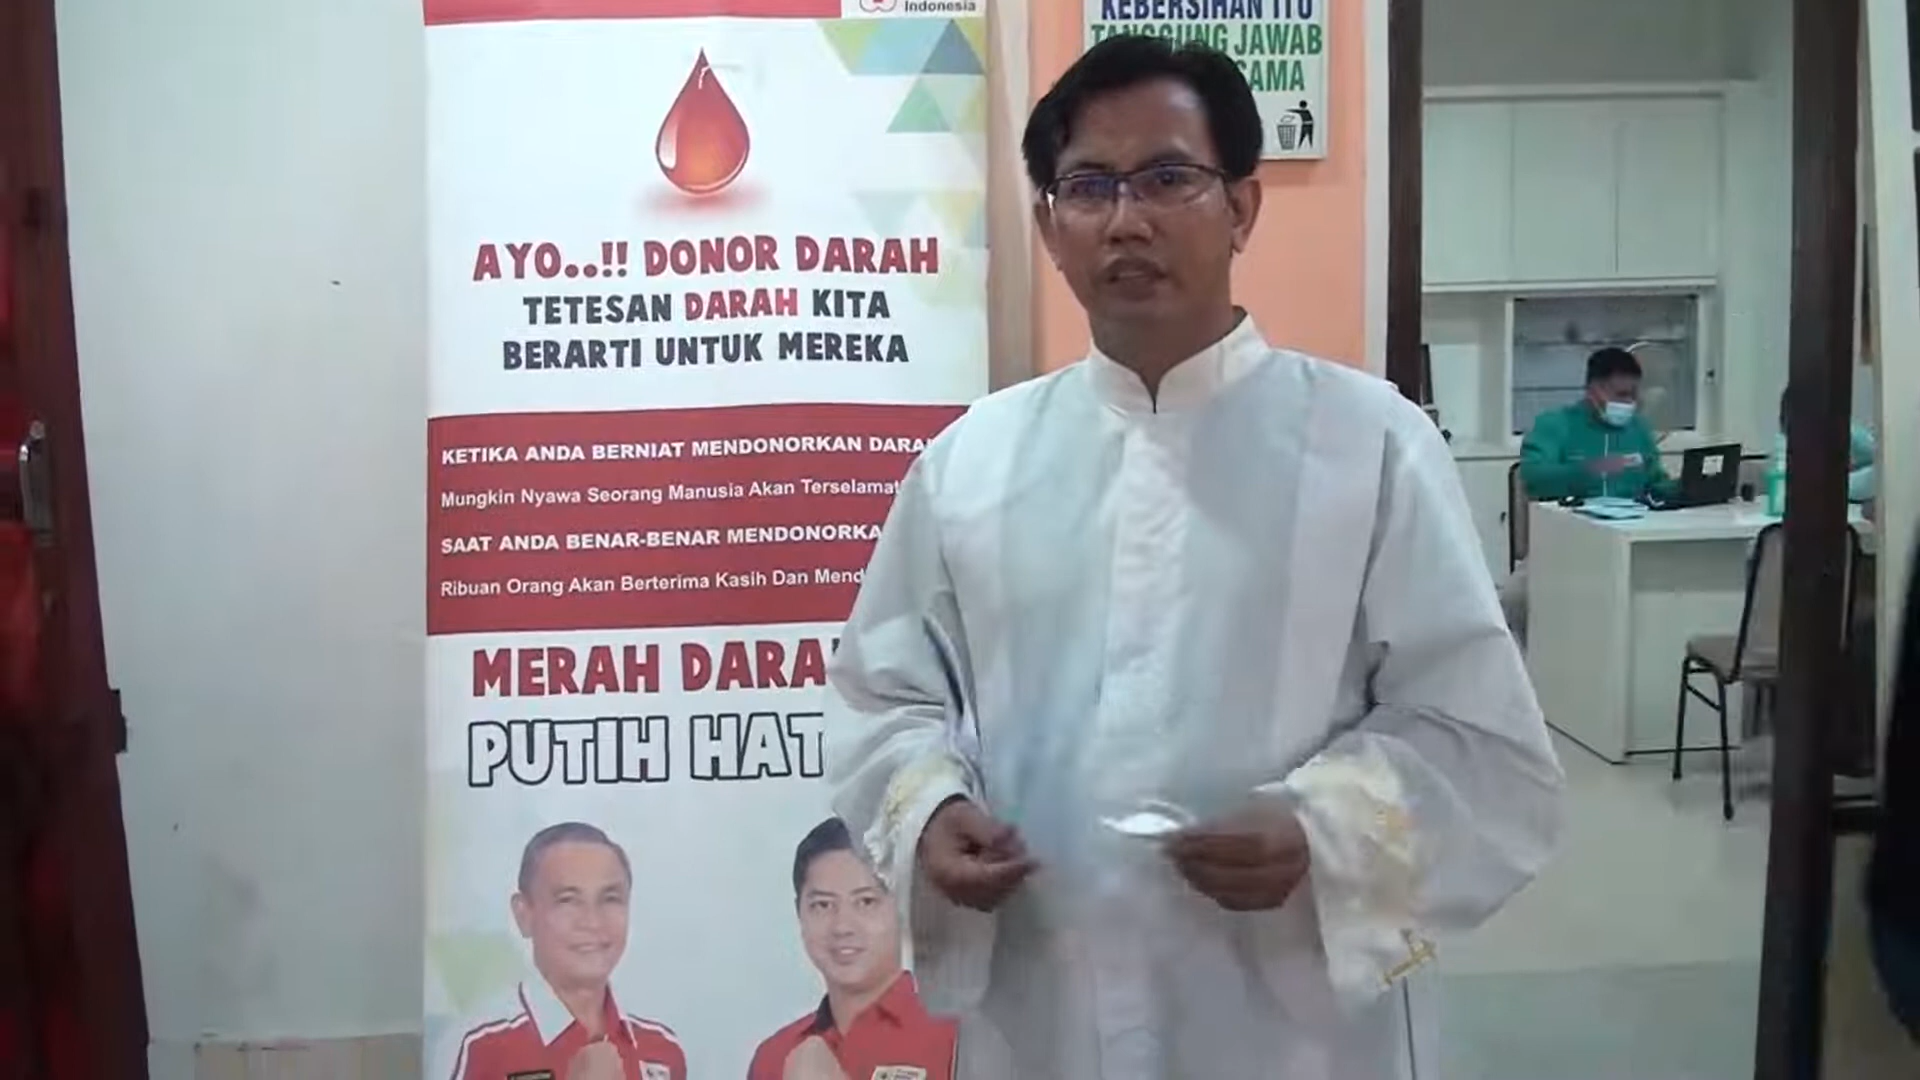 Indonesia
AYO..!! DONOR DARAH
TETESAN DARAH KITA
BERARTI UNTUK MEREKA
KETIKA ANDA BERNIAT MENDONORKAN DARA
Mungkin Nyawa Seorang Manusia Akan Terselamat
SAAT ANDA BENAR-BENAR MENDONORKA
Ribuan Orang Akan Berterima Kasih Dan Mend
MERAH DARA
PUTIH HAT
KEBERSIHAN ITU
TANGGUNG JAWAB
SAMA